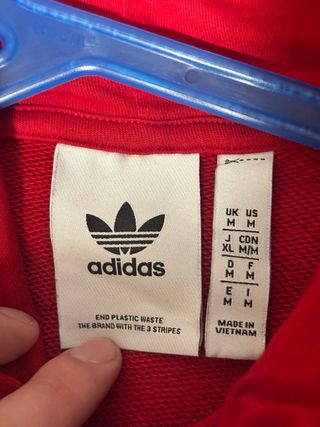 adidas
END PLASTIC WASTE
THE BRAND WITH THE 3 STRIPES
UK US
M M
J CDN
XL M/M
D F
M M
E I
M M
MADE IN
VIETNAM